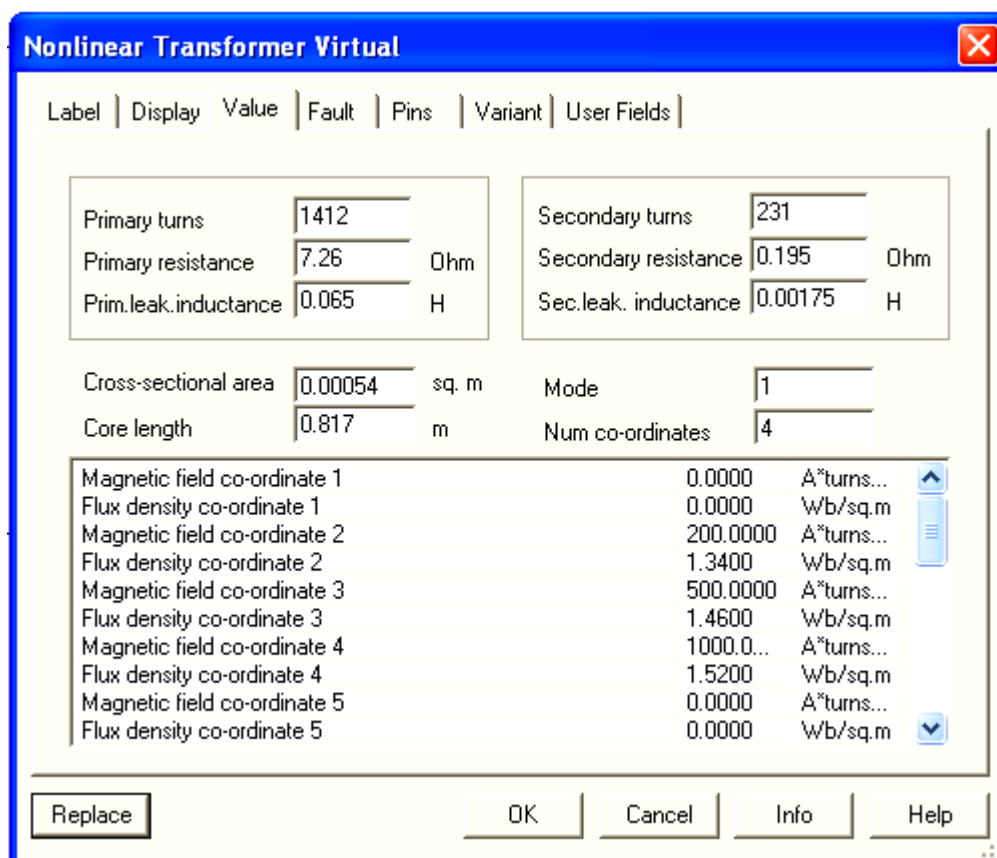 Nonlinear Transformer Virtual
Label Display Value Fault Pins Variant User Fields
Primary turns 1412
Primary resistance 7.26 Ohm
Prim.leak.inductance 0.065 H
Secondary turns 231
Secondary resistance 0.195 Ohm
Sec.leak. inductance 0.00175 H
Cross-sectional area 0.00054 sq. m
Core length 0.817 m
Mode 1
Num co-ordinates 4
Magnetic field co-ordinate 1 0.0000 A*turns...
Flux density co-ordinate 1 0.0000 Wb/sq.m
Magnetic field co-ordinate 2 200.0000 A*turns...
Flux density co-ordinate 2 1.3400 Wb/sq.m
Magnetic field co-ordinate 3 500.0000 A*turns...
Flux density co-ordinate 3 1.4600 Wb/sq.m
Magnetic field co-ordinate 4 1000.0... A*turns...
Flux density co-ordinate 4 1.5200 Wb/sq.m
Magnetic field co-ordinate 5 0.0000 A*turns...
Flux density co-ordinate 5 0.0000 Wb/sq.m
Replace OK Cancel Info Help